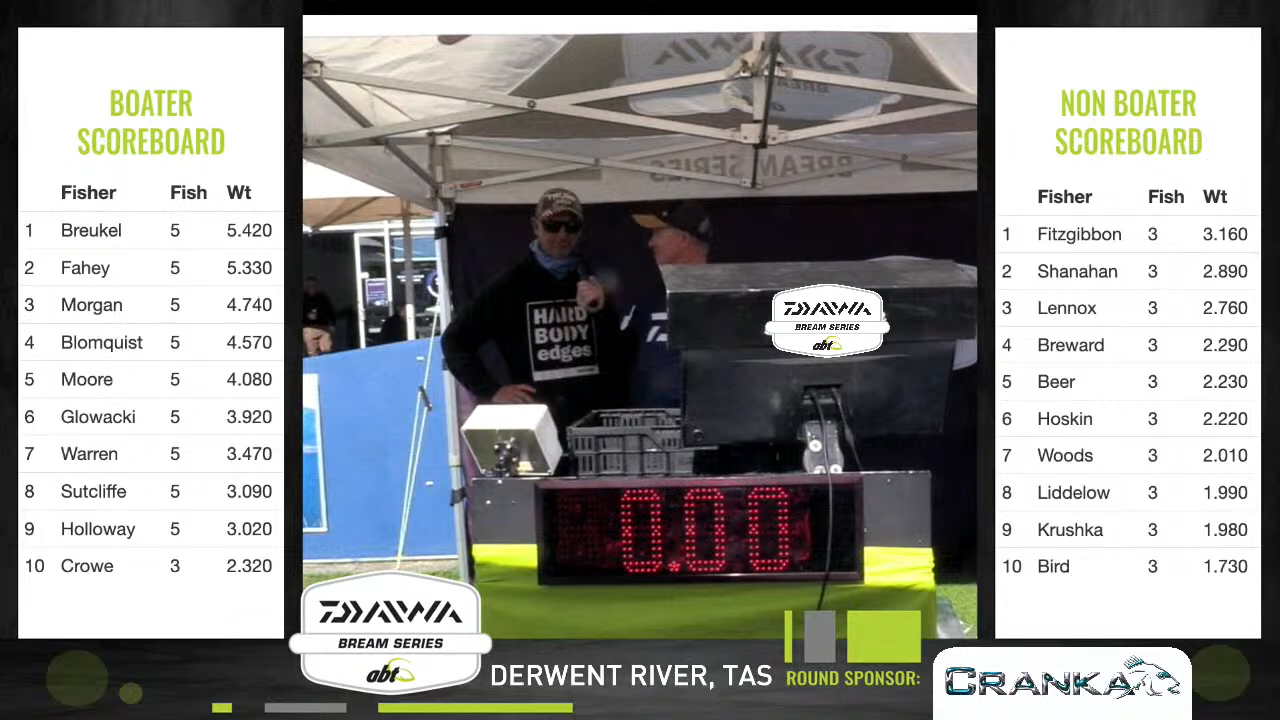 BOATER
SCOREBOARD
Fisher Fish Wt
1 Breukel 5 5.420
2 Fahey 5 5.330
3 Morgan 5 4.740
4 Blomquist 5 4.570
5 Moore 5 4.080
6 Glowacki 5 3.920
7 Warren 5 3.470
8 Sutcliffe 5 3.090
9 Holloway 5 3.020
10 Crowe 3 2.320
BREAM SERIES
HARD
BODY
edges
DAIWA
BREAM SERIES
abt
0.00
NON BOATER
SCOREBOARD
Fisher Fish Wt
1 Fitzgibbon 3 3.160
2 Shanahan 3 2.890
3 Lennox 3 2.760
4 Breward 3 2.290
5 Beer 3 2.230
6 Hoskin 3 2.220
7 Woods 3 2.010
8 Liddelow 3 1.990
9 Krushka 3 1.980
10 Bird 3 1.730
DAIWA
BREAM SERIES
abt
DERWENT RIVER, TAS
ROUND SPONSOR:
CRANKA